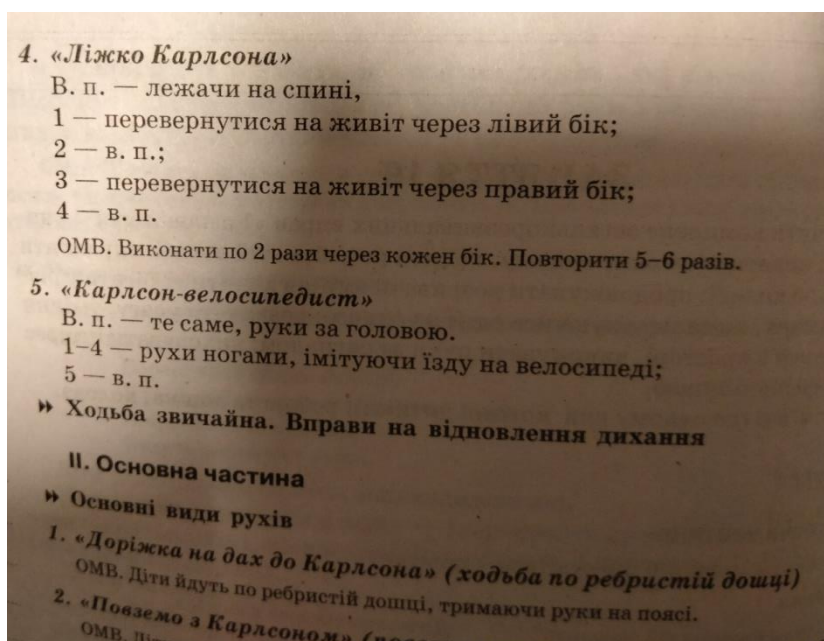 4. «Ліжко Карлсона»
В. п. — лежачи на спині,
1 — перевернутися на живіт через лівий бік;
2 — в. п.;
3 — перевернутися на живіт через правий бік;
4 — в. п.
ОМВ. Виконати по 2 рази через кожен бік. Повторити 5–6 разів.
5. «Карлсон-велосипедист»
В. п. — те саме, руки за головою.
1–4 — рухи ногами, імітуючи їзду на велосипеді;
5 — в. п.
Ходьба звичайна. Вправи на відновлення дихання
ІІ. Основна частина
Основні види рухів
1. «Доріжка на дах до Карлсона» (ходьба по ребристій дошці)
ОМВ. Діти йдуть по ребристій дошці, тримаючи руки на поясі.
2. «Повземо з Карлсоном»
ОМВ.